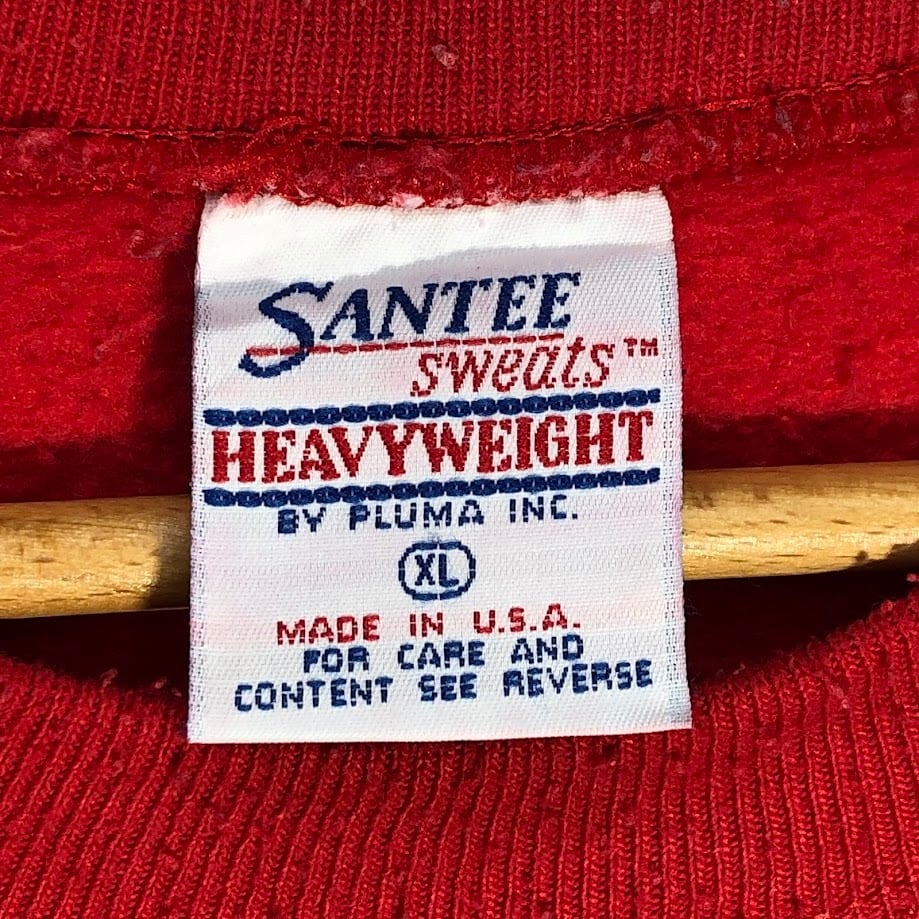 SANTEE
sweats™
HEAVYWEIGHT
BY PLUMA INC.
XL
MADE IN U.S.A.
FOR CARE AND
CONTENT SEE REVERSE